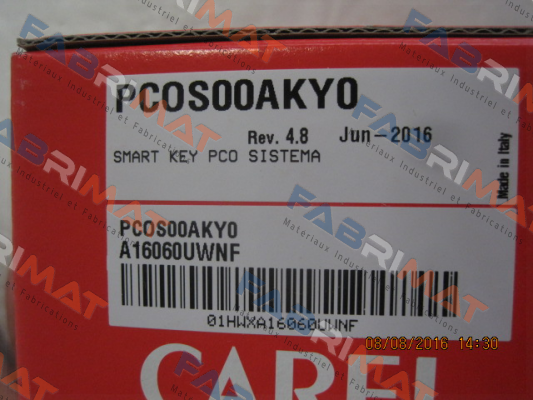 PCOS00AKY0
Rev. 4.8 Jun-2016
SMART KEY PCO SISTEMA
Made in Italy
PCOS00AKY0
A16060UWNF
01HWXA16060UWNF
CAREL
08/08/2016 14:30
FABRIMAT
Materiaux Industriel et Fabrications